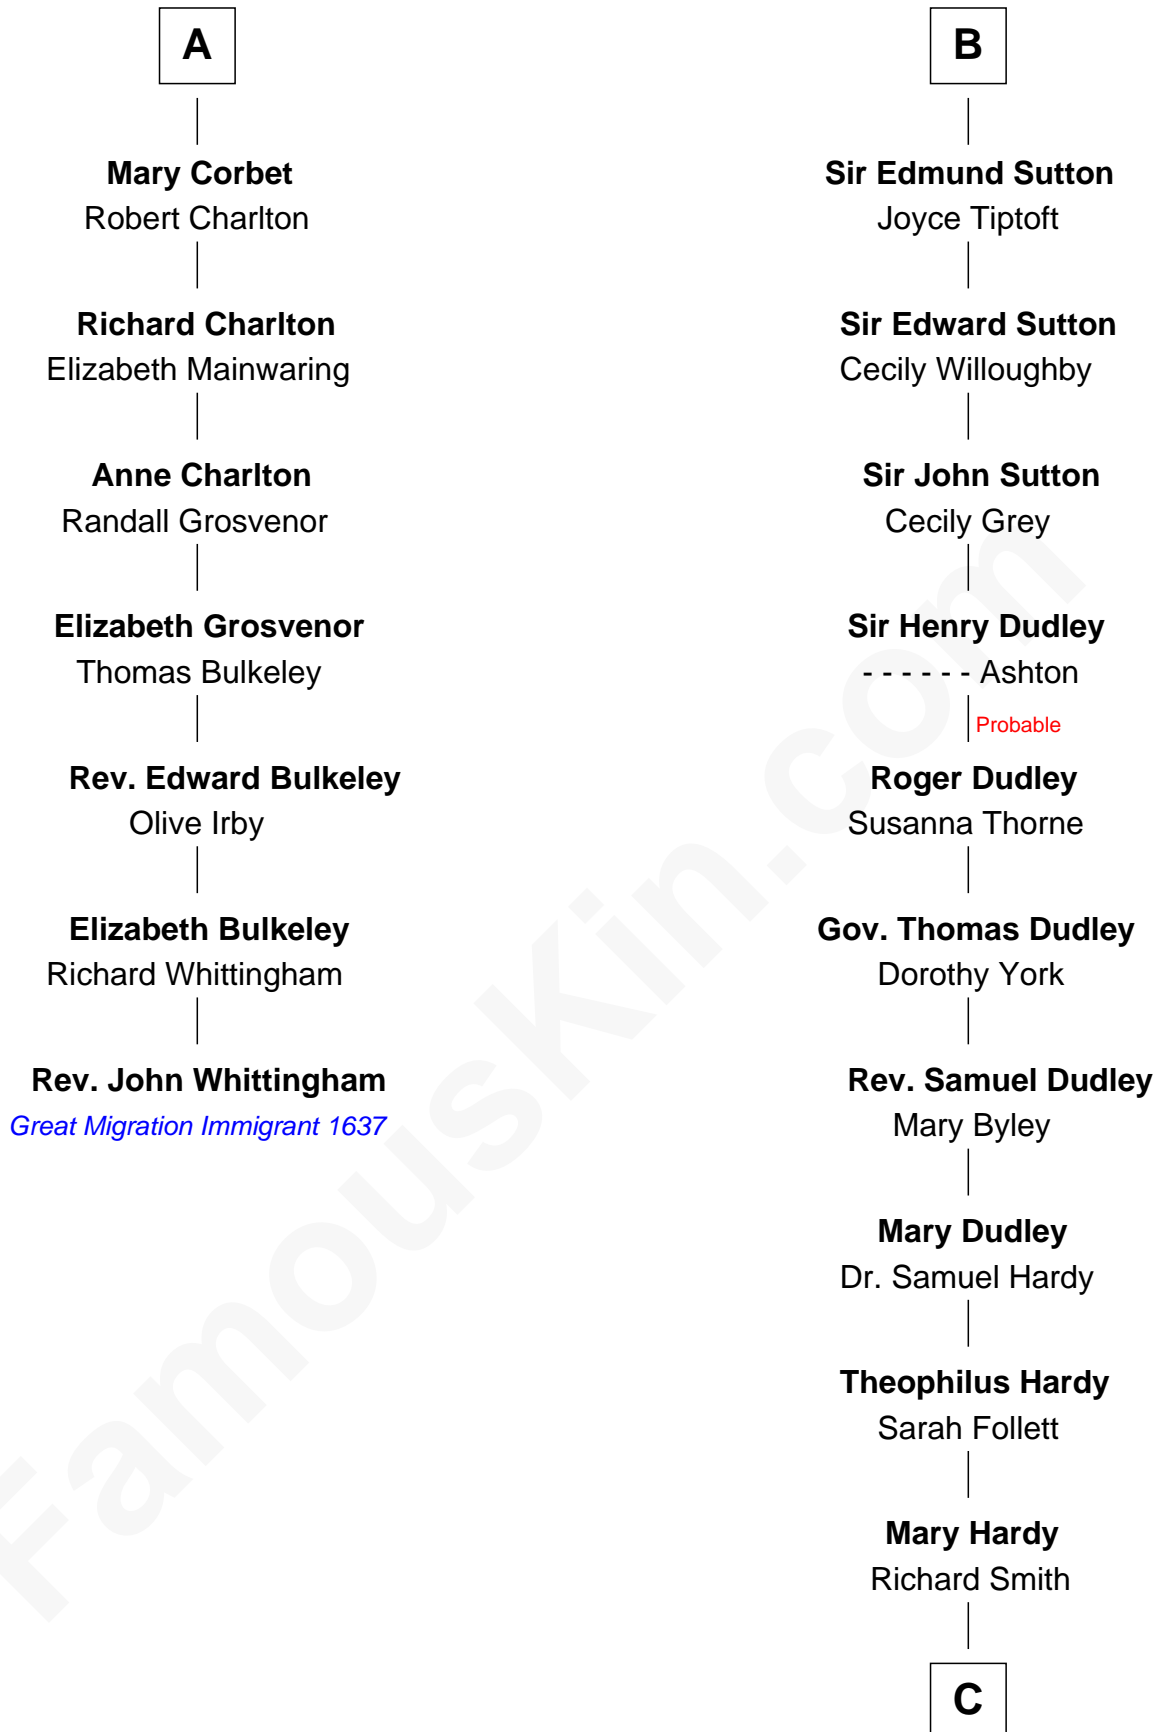 A
Mary Corbet
Robert Charlton
Richard Charlton
Elizabeth Mainwaring
Anne Charlton
Randall Grosvenor
Elizabeth Grosvenor
Thomas Bulkeley
Rev. Edward Bulkeley
Olive Irby
Elizabeth Bulkeley
Richard Whittingham
Rev. John Whittingham
Great Migration Immigrant 1637
B
Sir Edmund Sutton
Joyce Tiptoft
Sir Edward Sutton
Cecily Willoughby
Sir John Sutton
Cecily Grey
Sir Henry Dudley
- - - - - - Ashton
Probable
Roger Dudley
Susanna Thorne
Gov. Thomas Dudley
Dorothy York
Rev. Samuel Dudley
Mary Byley
Mary Dudley
Dr. Samuel Hardy
Theophilus Hardy
Sarah Follett
Mary Hardy
Richard Smith
C
FamousKin.com